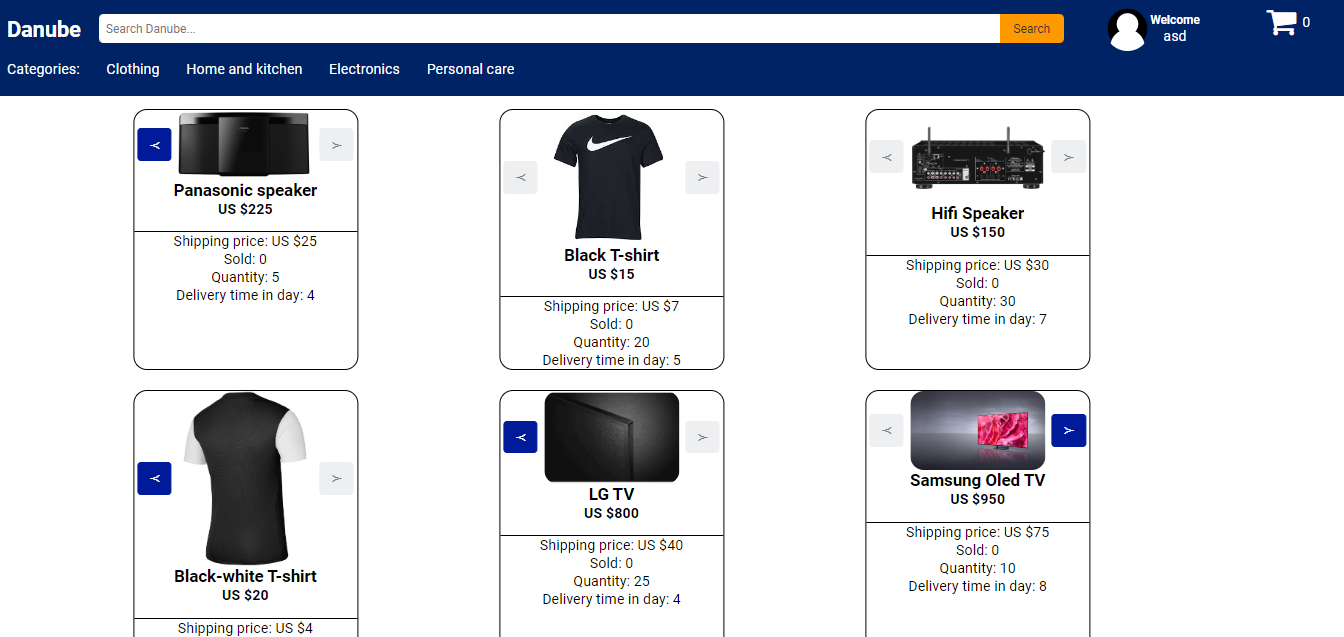 Danube
Search Danube...
Search
Welcome
asd
0
Categories:
Clothing
Home and kitchen
Electronics
Personal care
Panasonic speaker
US $225
Shipping price: US $25
Sold: 0
Quantity: 5
Delivery time in day: 4
Black T-shirt
US $15
Shipping price: US $7
Sold: 0
Quantity: 20
Delivery time in day: 5
Hifi Speaker
US $150
Shipping price: US $30
Sold: 0
Quantity: 30
Delivery time in day: 7
Black-white T-shirt
US $20
Shipping price: US $4
LG TV
US $800
Shipping price: US $40
Sold: 0
Quantity: 25
Delivery time in day: 4
Samsung Oled TV
US $950
Shipping price: US $75
Sold: 0
Quantity: 10
Delivery time in day: 8